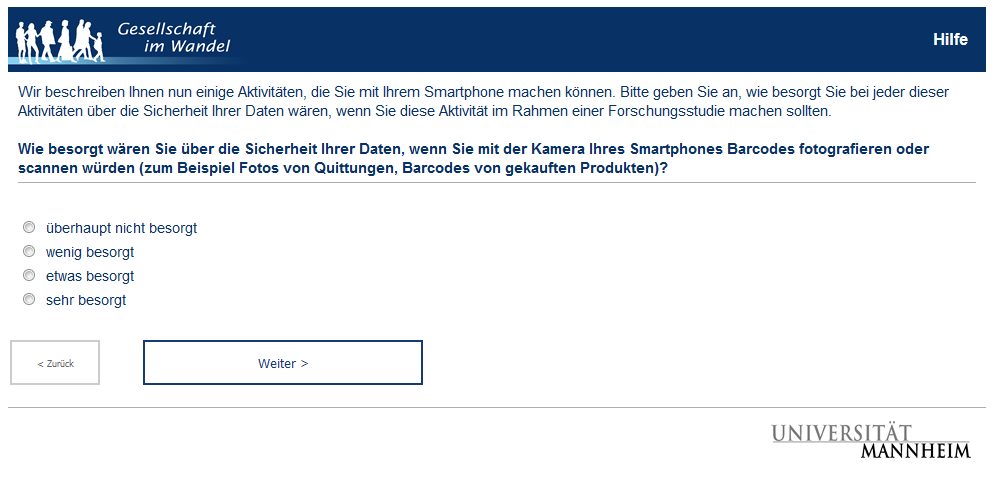 Gesellschaft
im Wandel
Hilfe
Wir beschreiben Ihnen nun einige Aktivitäten, die Sie mit Ihrem Smartphone machen können. Bitte geben Sie an, wie besorgt Sie bei jeder dieser
Aktivitäten über die Sicherheit Ihrer Daten wären, wenn Sie diese Aktivität im Rahmen einer Forschungsstudie machen sollten.
Wie besorgt wären Sie über die Sicherheit Ihrer Daten, wenn Sie mit der Kamera Ihres Smartphones Barcodes fotografieren oder
scannen würden (zum Beispiel Fotos von Quittungen, Barcodes von gekauften Produkten)?
überhaupt nicht besorgt
wenig besorgt
etwas besorgt
sehr besorgt
< Zurück
Weiter >
UNIVERSITÄT
MANNHEIM